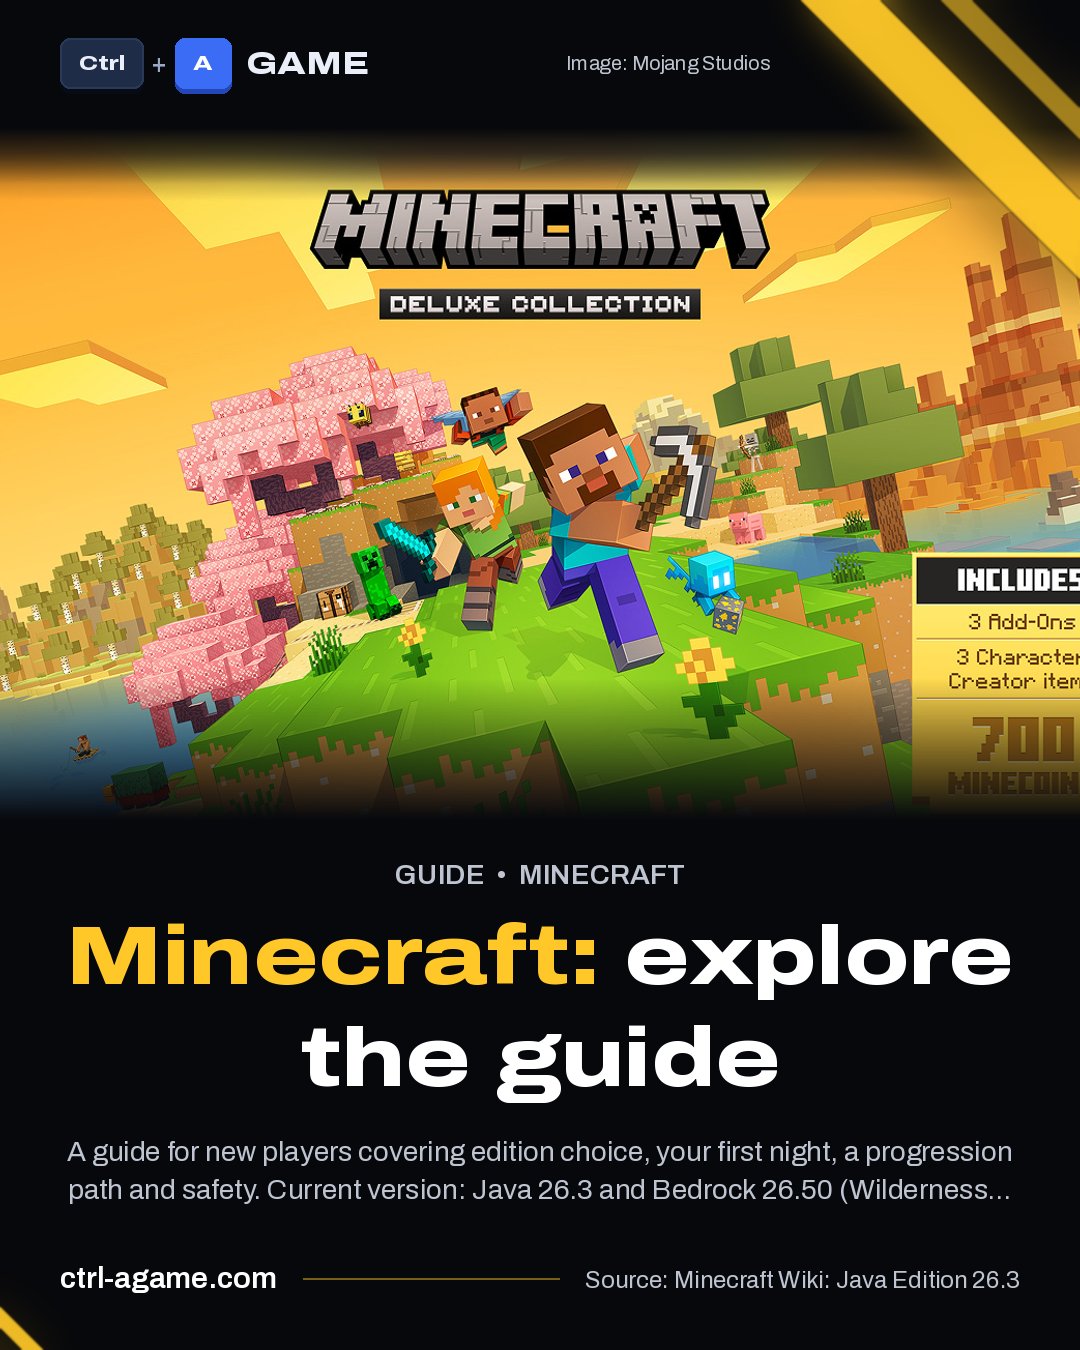 Ctrl + A GAME
Image: Mojang Studios
MINECRAFT
DELUXE COLLECTION
INCLUDES
3 Add-Ons
3 Character
Creator item
700
MINECOIN
GUIDE • MINECRAFT
Minecraft: explore
the guide
A guide for new players covering edition choice, your first night, a progression
path and safety. Current version: Java 26.3 and Bedrock 26.50 (Wilderness...
ctrl-agame.com
Source: Minecraft Wiki: Java Edition 26.3